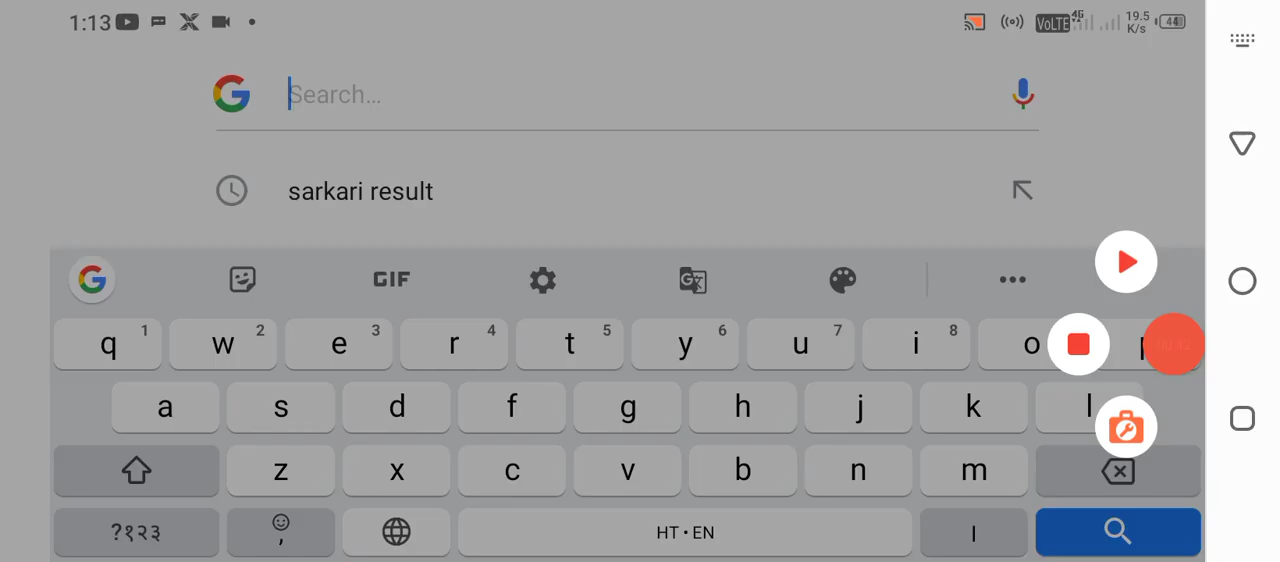 1:13 VoLTE 4G 19.5 K/s 44
Search...
sarkari result
GIF
q 1 w 2 e 3 r 4 t 5 y 6 u 7 i 8 o
a s d f g h j k l
z x c v b n m
?१२३ , HT • EN ।